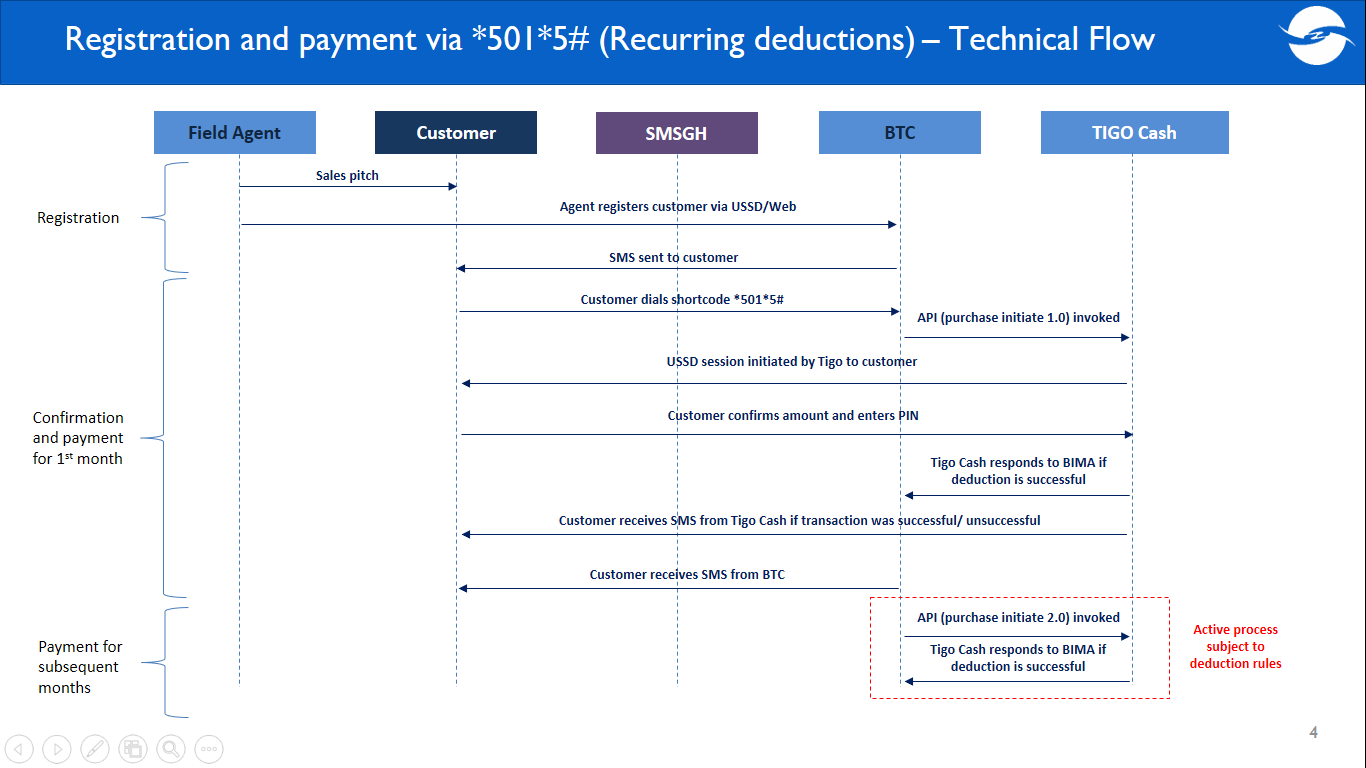 Registration and payment via *501*5# (Recurring deductions) – Technical Flow
Field Agent
Customer
SMSGH
BTC
TIGO Cash
Registration
Sales pitch
Agent registers customer via USSD/Web
SMS sent to customer
Confirmation
and payment
for 1st month
Customer dials shortcode *501*5#
API (purchase initiate 1.0) invoked
USSD session initiated by Tigo to customer
Customer confirms amount and enters PIN
Tigo Cash responds to BIMA if
deduction is successful
Customer receives SMS from Tigo Cash if transaction was successful/ unsuccessful
Customer receives SMS from BTC
Payment for
subsequent
months
API (purchase initiate 2.0) invoked
Tigo Cash responds to BIMA if
deduction is successful
Active process
subject to
deduction rules
4